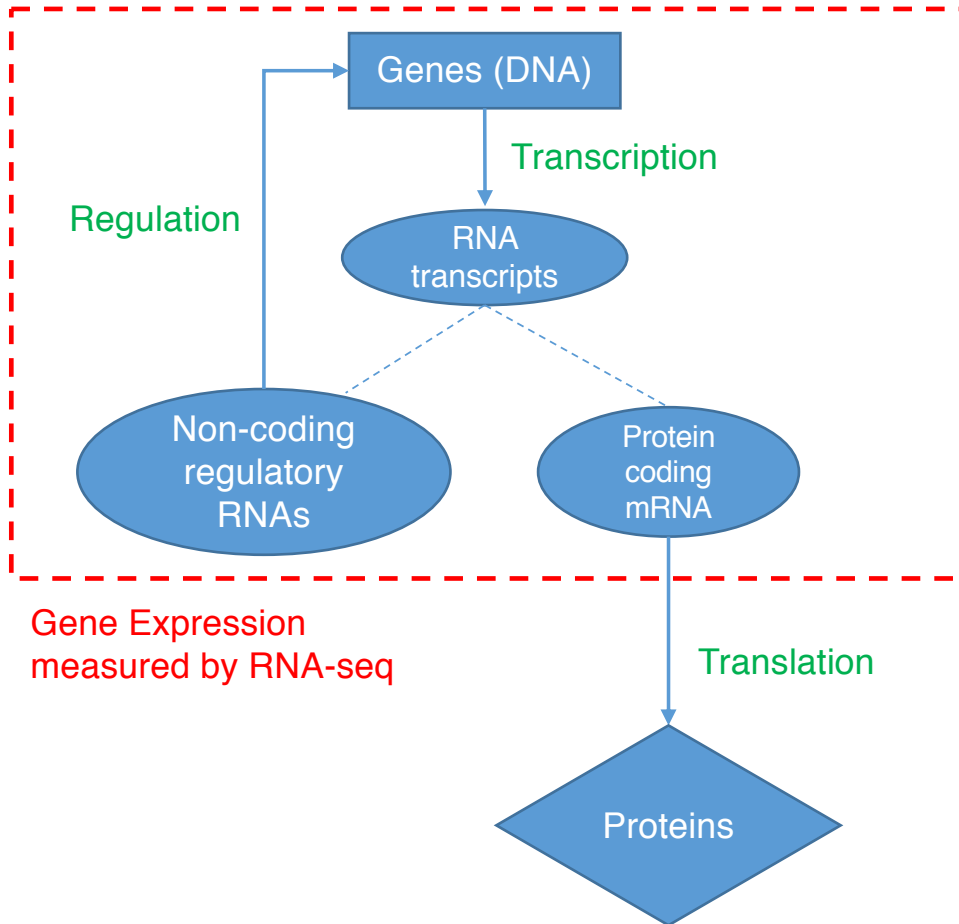 Genes (DNA)
Transcription
Regulation
RNA
transcripts
Non-coding
regulatory
RNAs
Protein
coding
mRNA
Gene Expression
measured by RNA-seq
Translation
Proteins